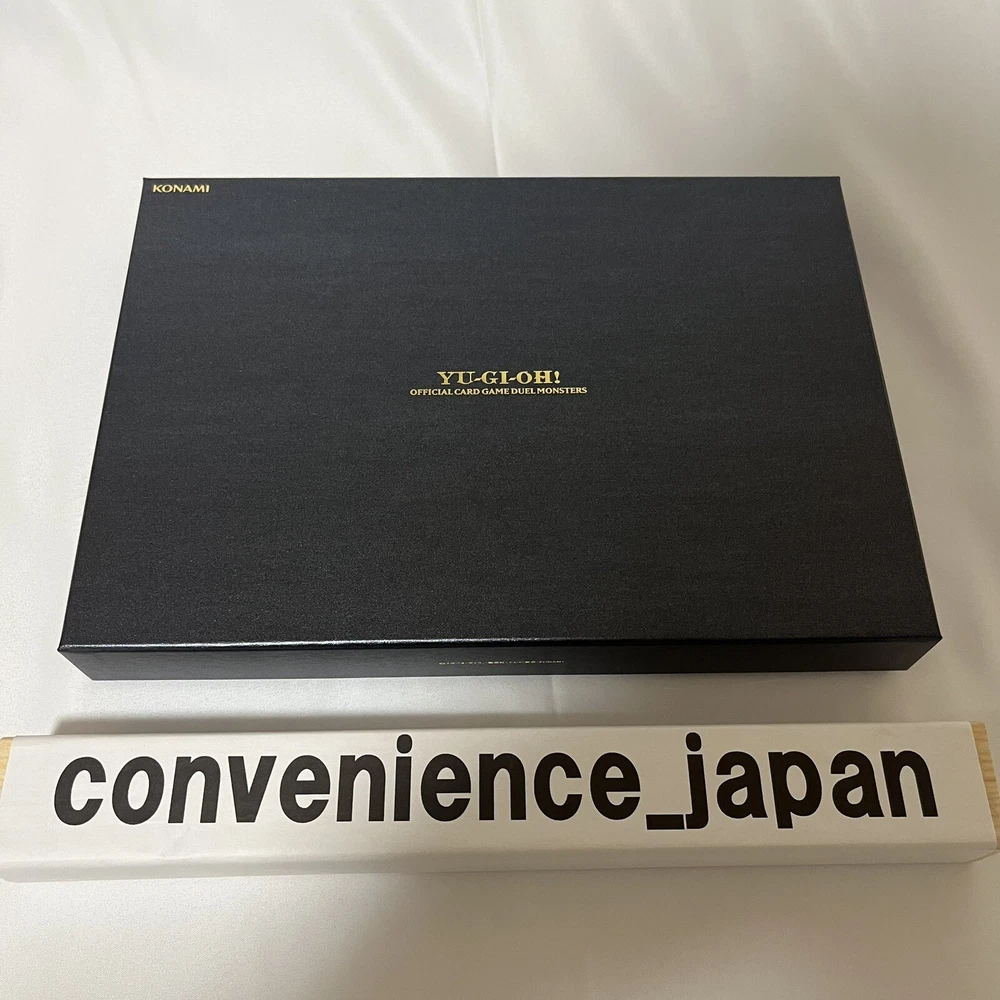 KONAMI
YU-GI-OH!
OFFICIAL CARD GAME DUEL MONSTERS
convenience_japan